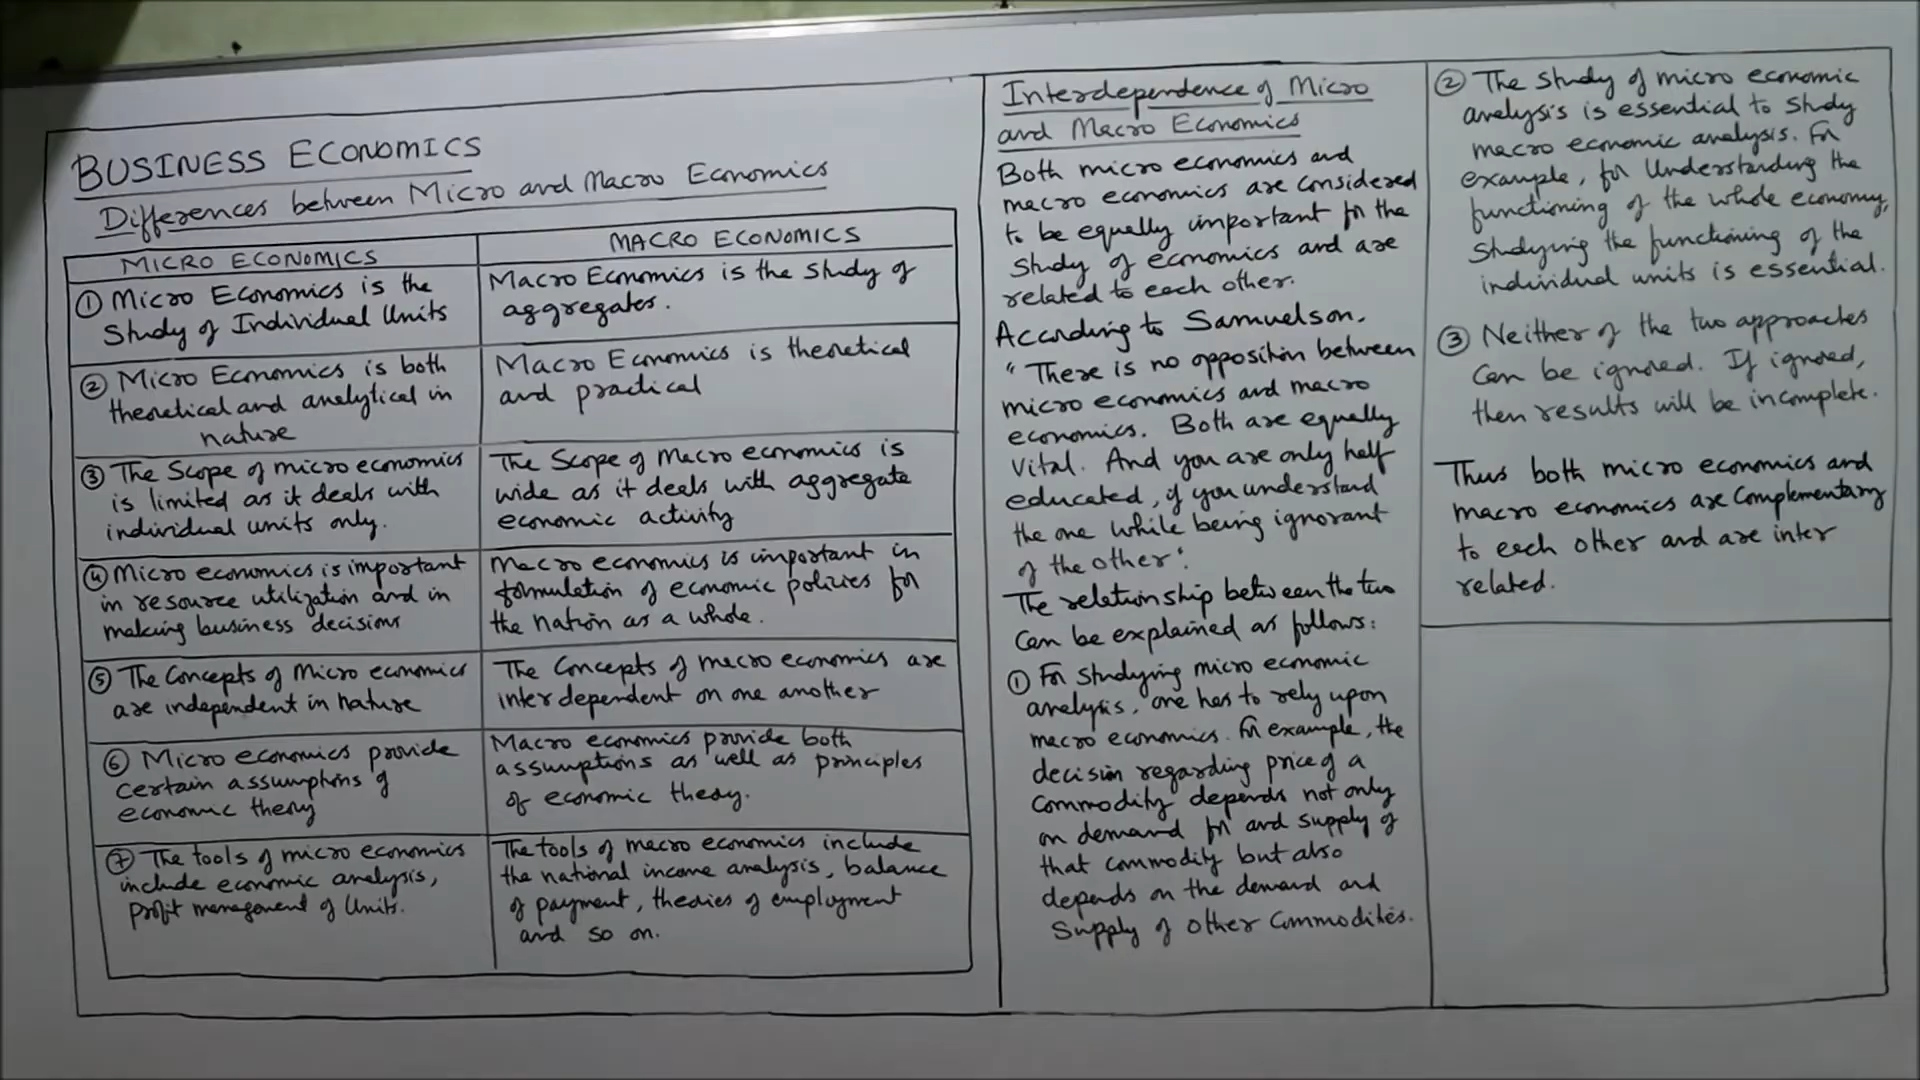 BUSINESS ECONOMICS
Differences between Micro and Macro Economics
MICRO ECONOMICS
① Micro Economics is the
Study of Individual Units
② Micro Economics is both
theoretical and analytical in
nature
③ The Scope of micro economics
is limited as it deals with
individual units only.
④ Micro economics is important
in resource utilization and in
making business decisions
⑤ The Concepts of Micro economics
are independent in nature
⑥ Micro economics provide
certain assumptions of
economic theory
⑦ The tools of micro economics
include economic analysis,
profit management of Units.
MACRO ECONOMICS
Macro Economics is the Study of
aggregates.
Macro Economics is theoretical
and practical
The Scope of Macro economics is
wide as it deals with aggregate
economic activity
Macro economics is important in
formulation of economic policies for
the nation as a whole.
The Concepts of macro economics are
inter dependent on one another
Macro economics provide both
assumptions as well as principles
of economic theory.
The tools of macro economics include
the national income analysis, balance
of payment, theories of employment
and so on.
Interdependence of Micro
and Macro Economics
Both micro economics and
macro economics are considered
to be equally important for the
Study of economics and are
related to each other.
According to Samuelson,
"There is no opposition between
micro economics and macro
economics. Both are equally
Vital. And you are only half
educated, if you understand
the one while being ignorant
of the other".
The relationship between the two
Can be explained as follows:
① For studying micro economic
analysis, one has to rely upon
macro economics. For example, the
decision regarding price of a
Commodity depends not only
on demand for and supply of
that commodity but also
depends on the demand and
Supply of other Commodities.
② The Study of micro economic
analysis is essential to Study
macro economic analysis. For
example, for Understanding the
functioning of the whole economy,
Studying the functioning of the
individual units is essential.
③ Neither of the two approaches
Can be ignored. If ignored,
then results will be incomplete.
Thus both micro economics and
macro economics are Complementary
to each other and are inter
related.